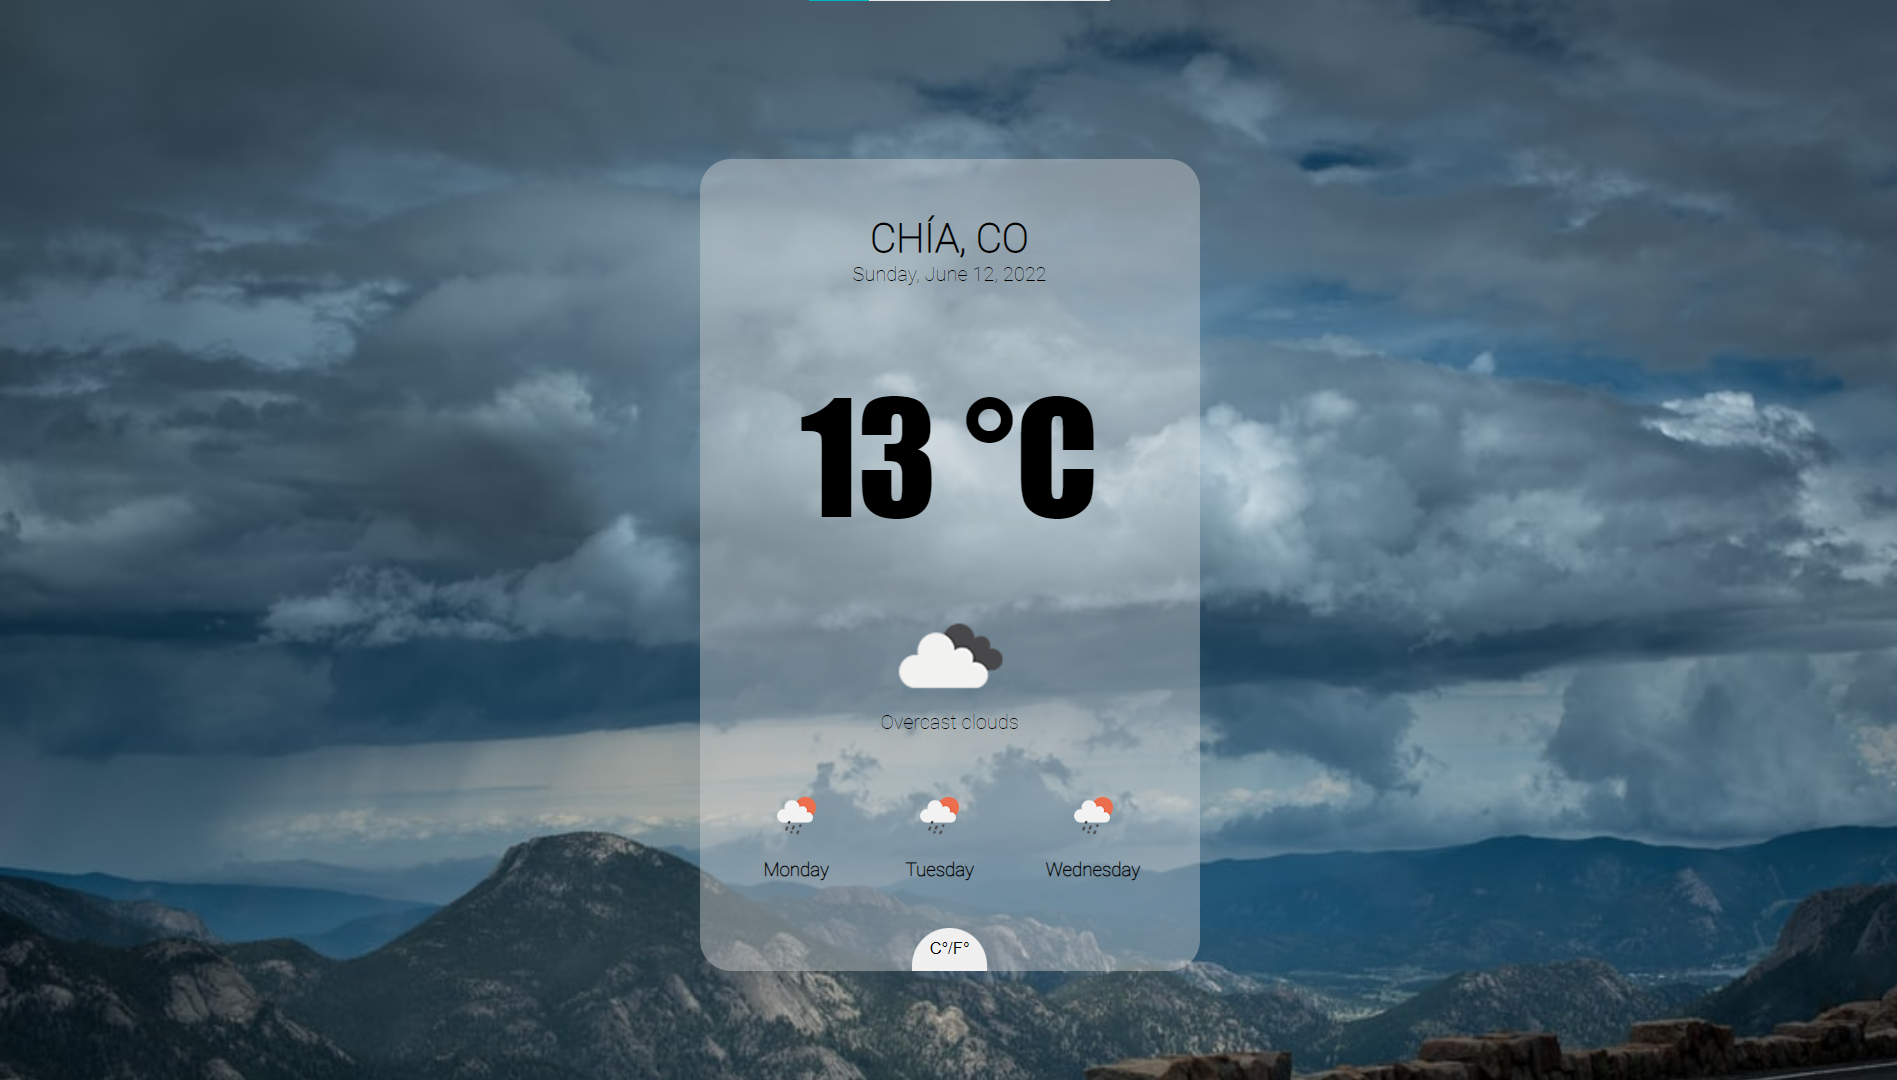 CHÍA, CO
Sunday, June 12, 2022
13 °C
Overcast clouds
Monday Tuesday Wednesday
C°/F°